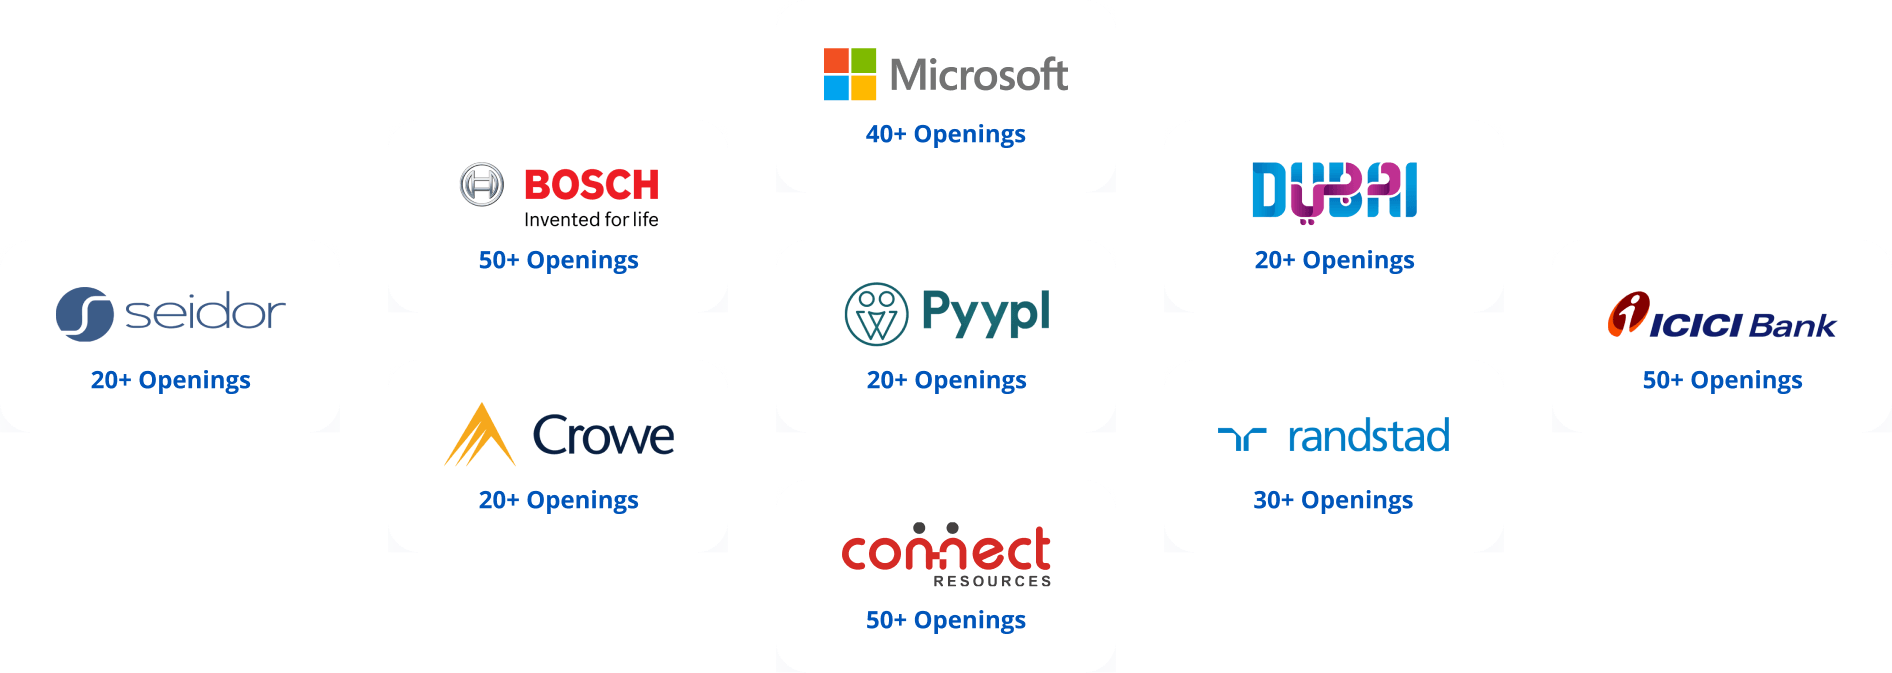 Microsoft
40+ Openings
BOSCH
Invented for life
50+ Openings
DUBAI
20+ Openings
seidor
20+ Openings
Pyypl
20+ Openings
ICICI Bank
50+ Openings
Crowe
20+ Openings
randstad
30+ Openings
connect
RESOURCES
50+ Openings